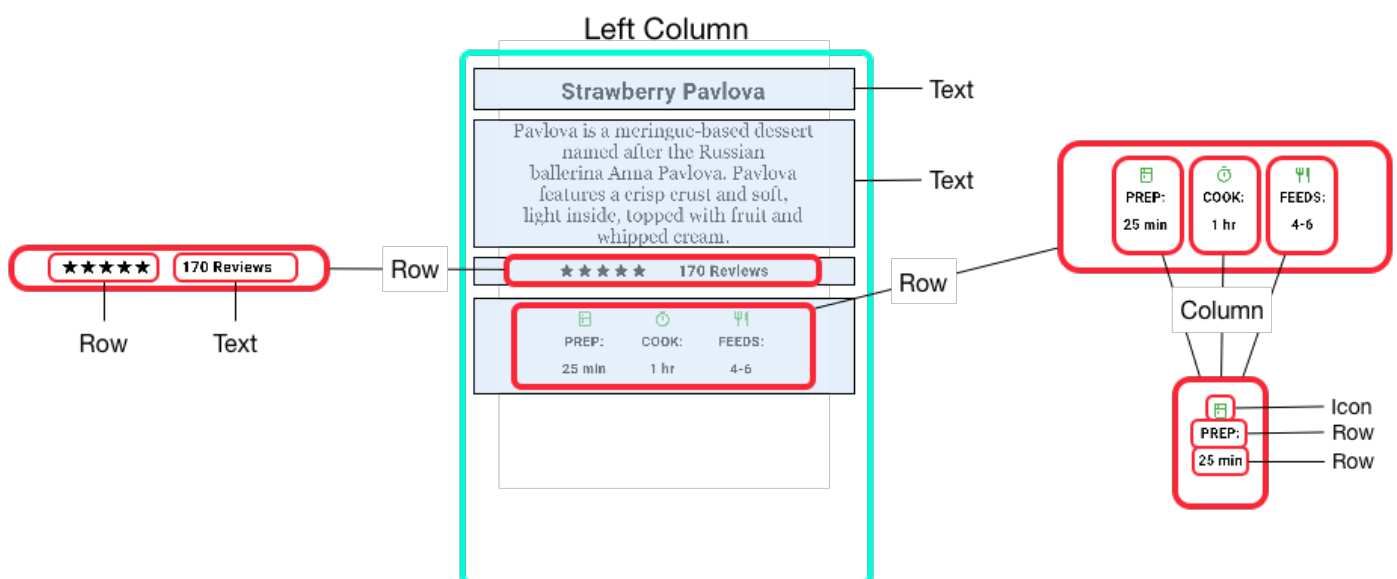 Left Column
Strawberry Pavlova
Text
Pavlova is a meringue-based dessert
named after the Russian
ballerina Anna Pavlova. Pavlova
features a crisp crust and soft,
light inside, topped with fruit and
whipped cream.
Text
★★★★★ 170 Reviews
Row
Text
Row
★★★★★ 170 Reviews
Row
PREP: COOK: FEEDS:
25 min 1 hr 4-6
PREP: COOK: FEEDS:
25 min 1 hr 4-6
Column
Icon
PREP:
Row
25 min
Row